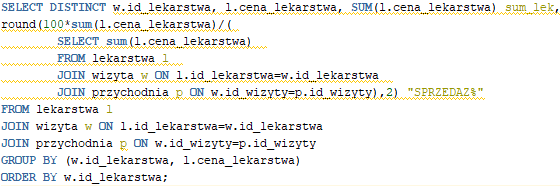 SELECT DISTINCT w.id_lekarstwa, l.cena_lekarstwa, SUM(l.cena_lekarstwa) sum_lek,
round(100*sum(l.cena_lekarstwa)/(
SELECT sum(l.cena_lekarstwa)
FROM lekarstwa l
JOIN wizyta w ON l.id_lekarstwa=w.id_lekarstwa
JOIN przychodnia p ON w.id_wizyty=p.id_wizyty),2) "SPRZEDAZ%"
FROM lekarstwa l
JOIN wizyta w ON l.id_lekarstwa=w.id_lekarstwa
JOIN przychodnia p ON w.id_wizyty=p.id_wizyty
GROUP BY (w.id_lekarstwa, l.cena_lekarstwa)
ORDER BY w.id_lekarstwa;